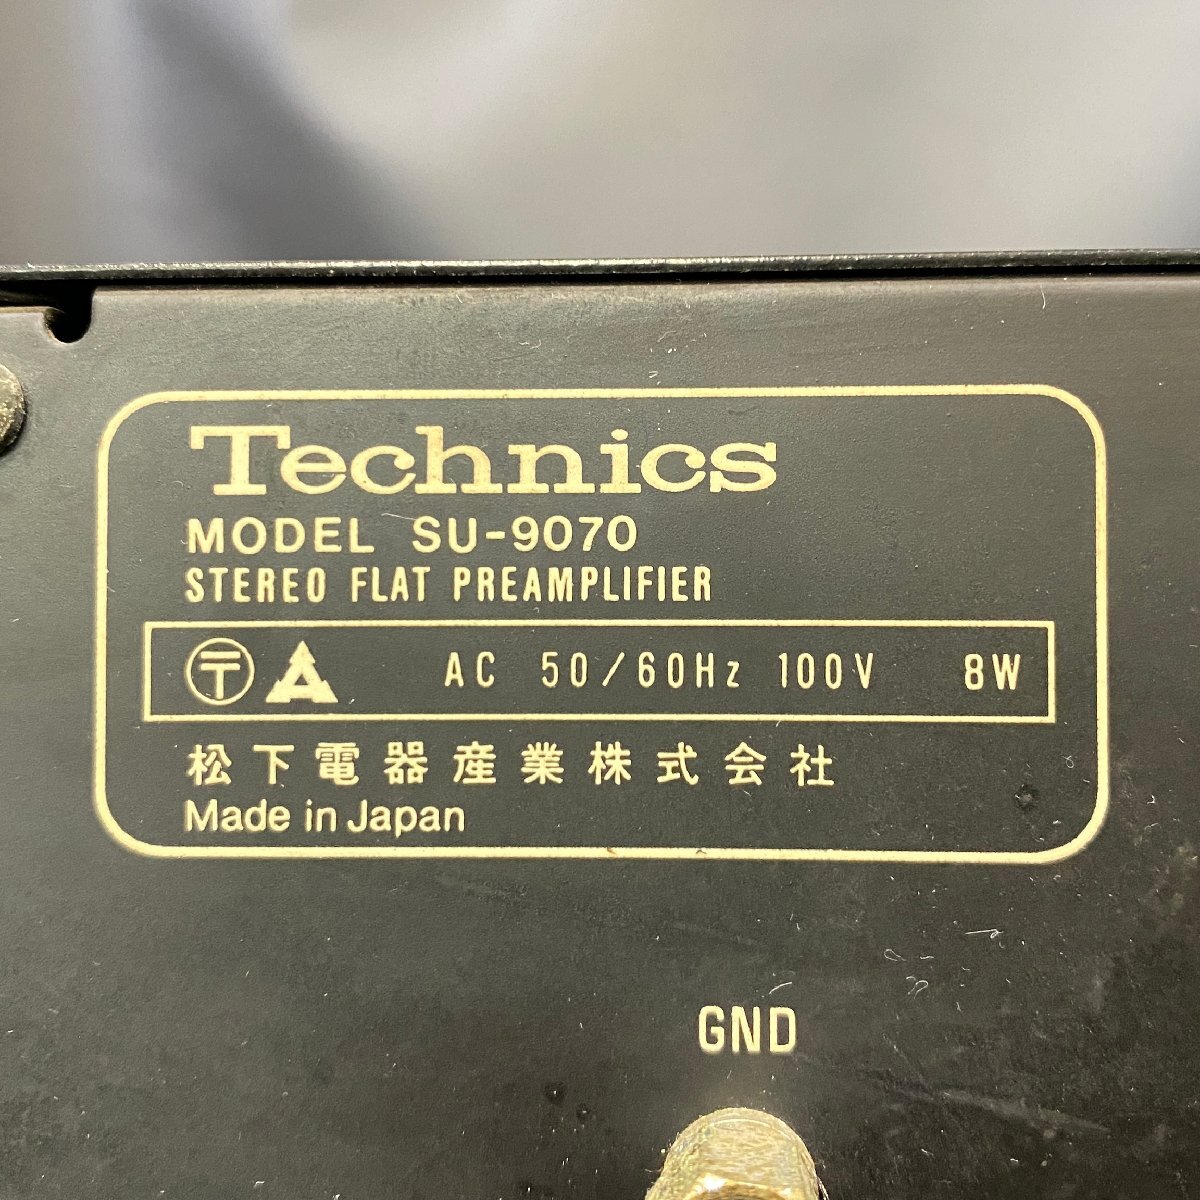 Technics
MODEL SU-9070
STEREO FLAT PREAMPLIFIER
〒 AC 50/60Hz 100V 8W
松下電器産業株式会社
Made in Japan
GND